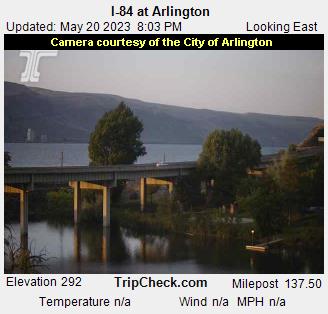 I-84 at Arlington
Updated: May 20 2023 8:03 PM Looking East
Camera courtesy of the City of Arlington
Elevation 292 TripCheck.com Milepost 137.50
Temperature n/a Wind n/a MPH n/a